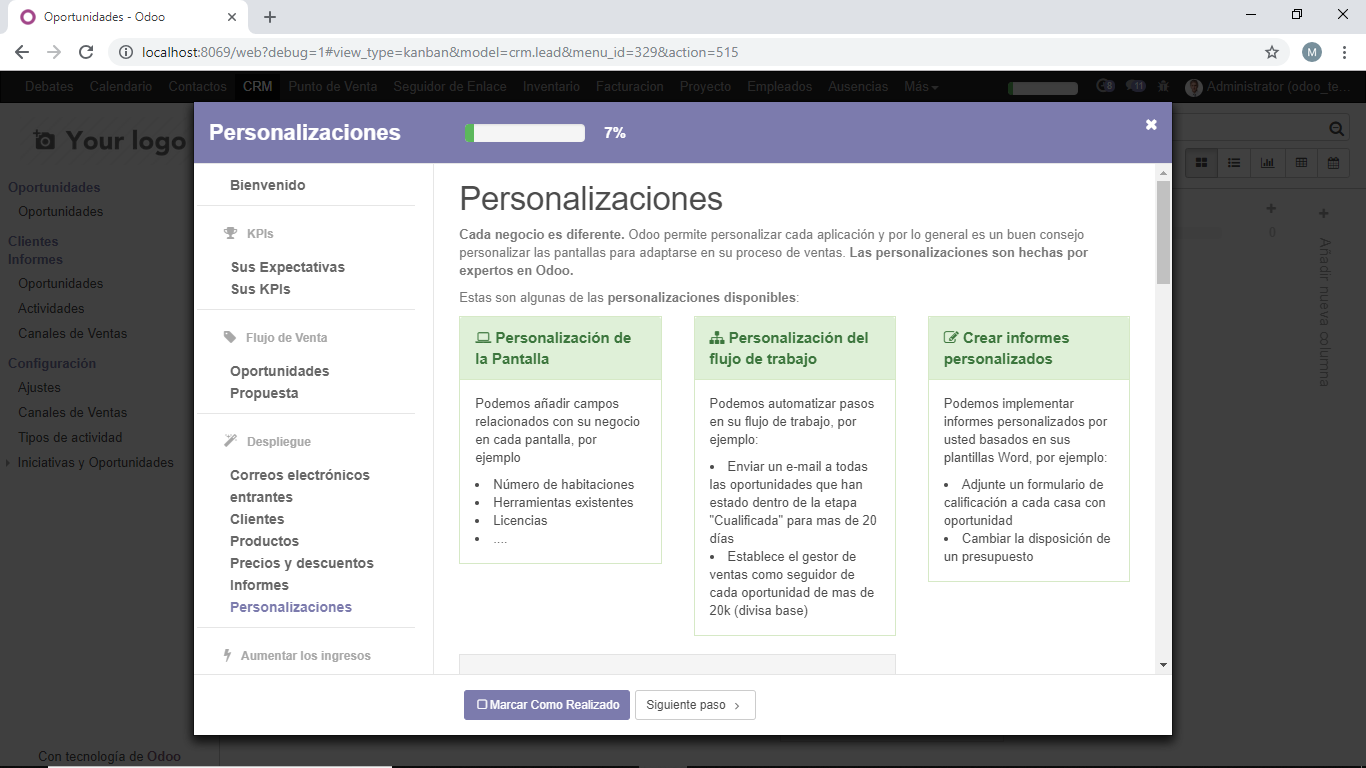 Oportunidades - Odoo
localhost:8069/web?debug=1#view_type=kanban&model=crm.lead&menu_id=329&action=515
M
Debates Calendario Contactos CRM Punto de Venta Seguidor de Enlace Inventario Facturacion Proyecto Empleados Ausencias Más 8 11 Administrator (odoo_te...
Your logo
Oportunidades
Oportunidades
Clientes
Informes
Oportunidades
Actividades
Canales de Ventas
Configuración
Ajustes
Canales de Ventas
Tipos de actividad
Iniciativas y Oportunidades
Con tecnología de Odoo
Personalizaciones 7%
Bienvenido
KPIs
Sus Expectativas
Sus KPIs
Flujo de Venta
Oportunidades
Propuesta
Despliegue
Correos electrónicos
entrantes
Clientes
Productos
Precios y descuentos
Informes
Personalizaciones
Aumentar los ingresos
Personalizaciones
Cada negocio es diferente. Odoo permite personalizar cada aplicación y por lo general es un buen consejo
personalizar las pantallas para adaptarse en su proceso de ventas. Las personalizaciones son hechas por
expertos en Odoo.
Estas son algunas de las personalizaciones disponibles:
Personalización de
la Pantalla
Podemos añadir campos
relacionados con su negocio
en cada pantalla, por
ejemplo
• Número de habitaciones
• Herramientas existentes
• Licencias
• ....
Personalización del
flujo de trabajo
Podemos automatizar pasos
en su flujo de trabajo, por
ejemplo:
• Enviar un e-mail a todas
las oportunidades que han
estado dentro de la etapa
"Cualificada" para mas de 20
días
• Establece el gestor de
ventas como seguidor de
cada oportunidad de mas de
20k (divisa base)
Crear informes
personalizados
Podemos implementar
informes personalizados por
usted basados en sus
plantillas Word, por ejemplo:
• Adjunte un formulario de
calificación a cada casa con
oportunidad
• Cambiar la disposición de
un presupuesto
Marcar Como Realizado
Siguiente paso
0
Añadir nueva columna